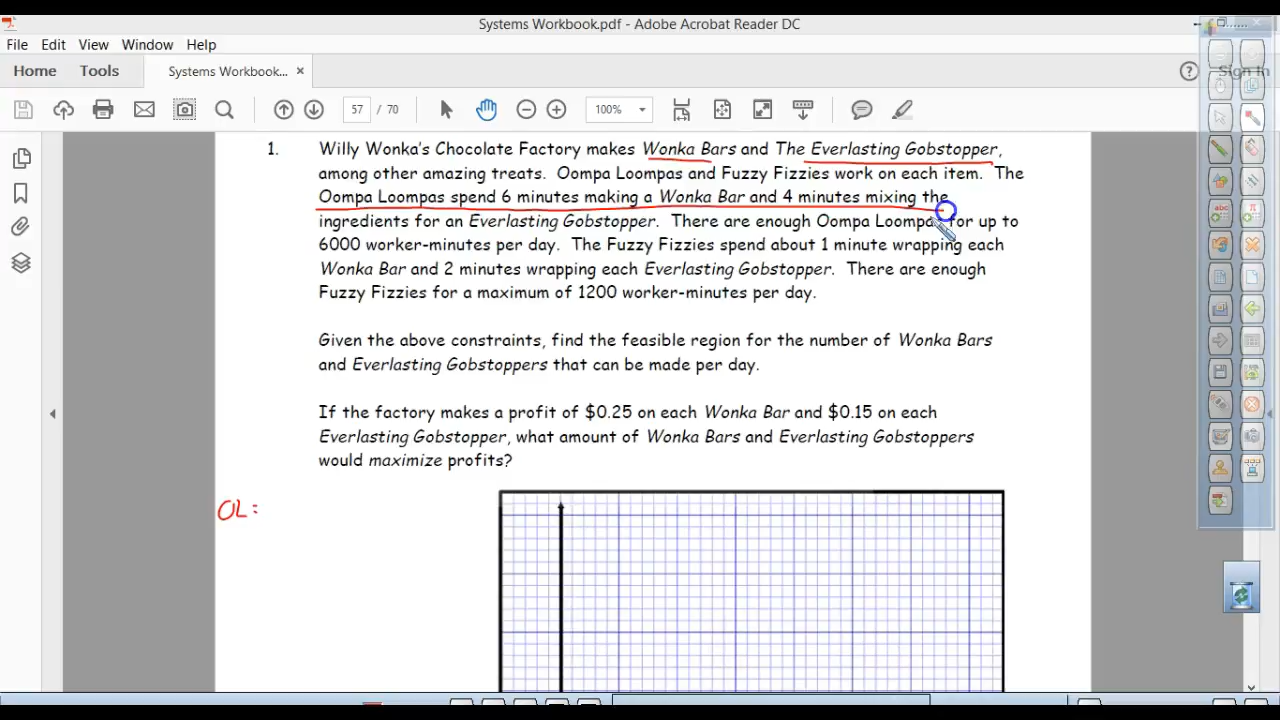 Systems Workbook.pdf - Adobe Acrobat Reader DC
File Edit View Window Help
Home Tools Systems Workbook... × ? Sign In
57 / 70 100%
1. Willy Wonka's Chocolate Factory makes Wonka Bars and The Everlasting Gobstopper,
among other amazing treats. Oompa Loompas and Fuzzy Fizzies work on each item. The
Oompa Loompas spend 6 minutes making a Wonka Bar and 4 minutes mixing the
ingredients for an Everlasting Gobstopper. There are enough Oompa Loompas for up to
6000 worker-minutes per day. The Fuzzy Fizzies spend about 1 minute wrapping each
Wonka Bar and 2 minutes wrapping each Everlasting Gobstopper. There are enough
Fuzzy Fizzies for a maximum of 1200 worker-minutes per day.
Given the above constraints, find the feasible region for the number of Wonka Bars
and Everlasting Gobstoppers that can be made per day.
If the factory makes a profit of $0.25 on each Wonka Bar and $0.15 on each
Everlasting Gobstopper, what amount of Wonka Bars and Everlasting Gobstoppers
would maximize profits?
OL: